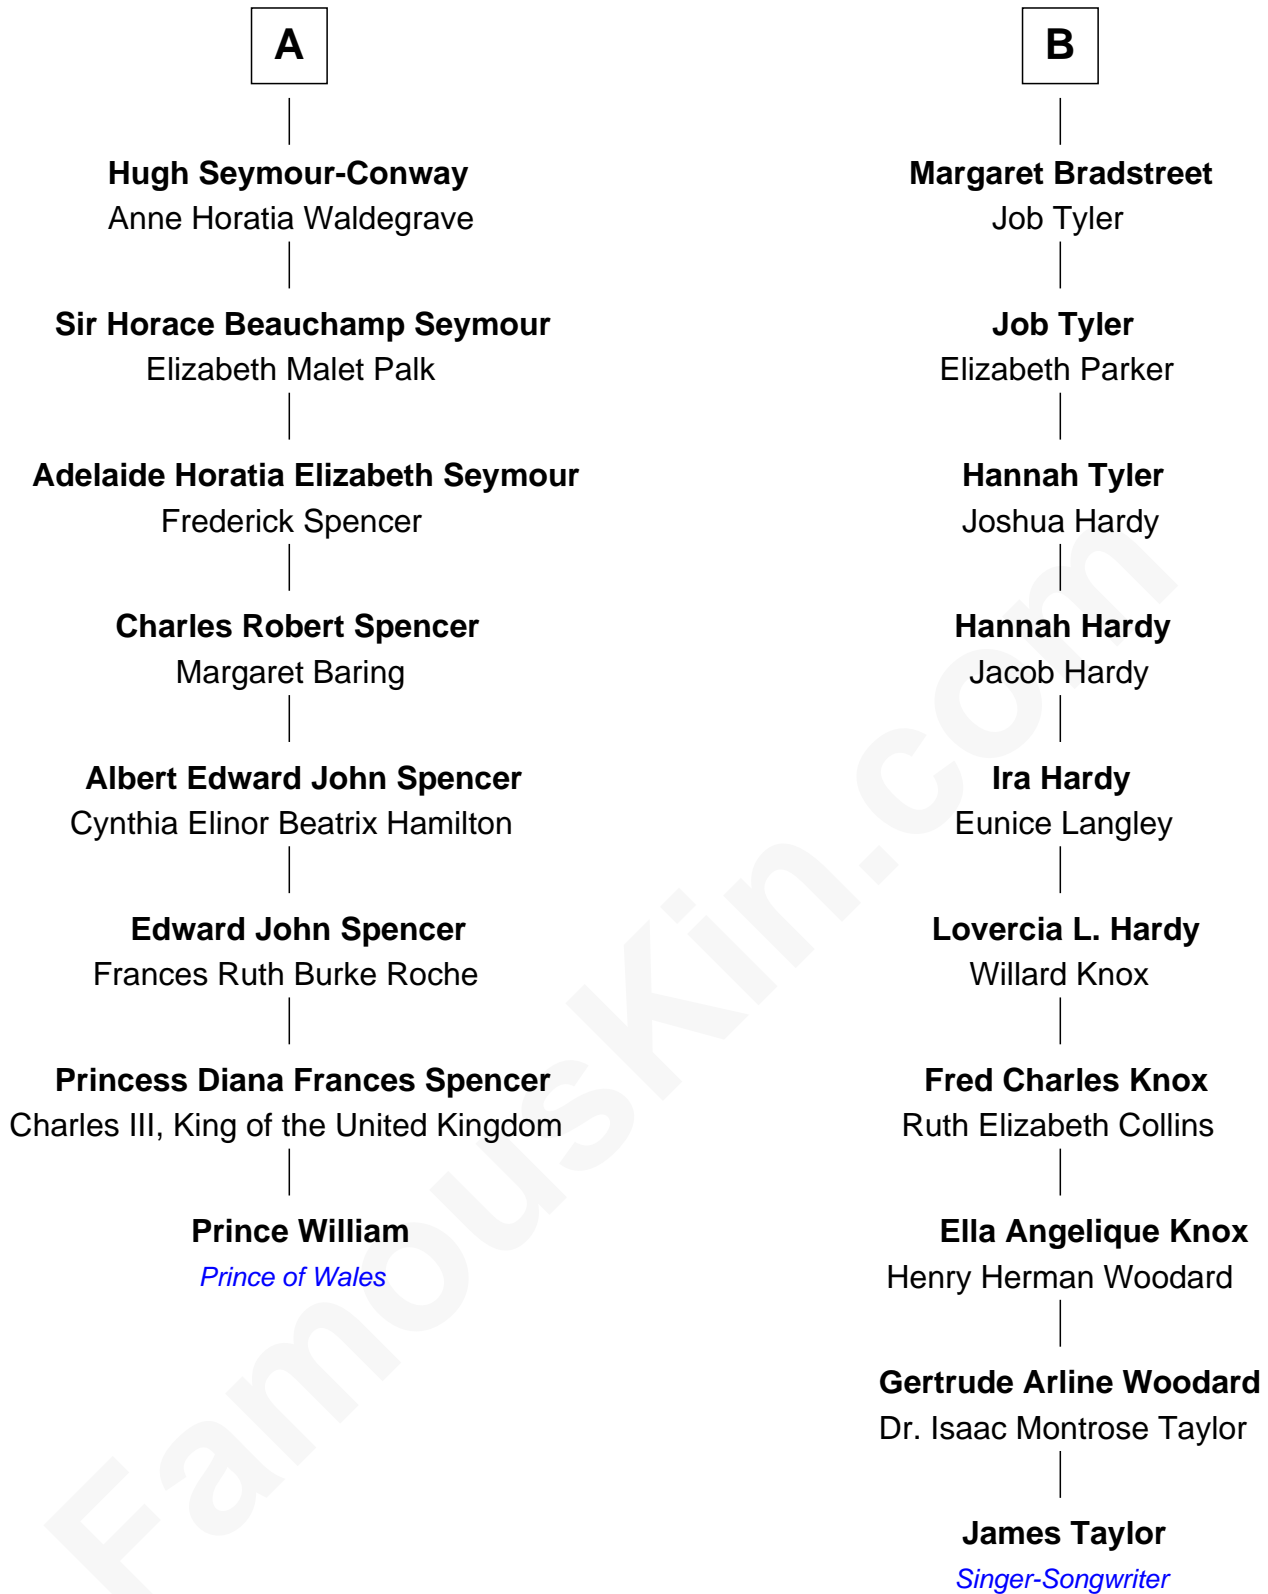 A
Hugh Seymour-Conway
Anne Horatia Waldegrave
Sir Horace Beauchamp Seymour
Elizabeth Malet Palk
Adelaide Horatia Elizabeth Seymour
Frederick Spencer
Charles Robert Spencer
Margaret Baring
Albert Edward John Spencer
Cynthia Elinor Beatrix Hamilton
Edward John Spencer
Frances Ruth Burke Roche
Princess Diana Frances Spencer
Charles III, King of the United Kingdom
Prince William
Prince of Wales
B
Margaret Bradstreet
Job Tyler
Job Tyler
Elizabeth Parker
Hannah Tyler
Joshua Hardy
Hannah Hardy
Jacob Hardy
Ira Hardy
Eunice Langley
Lovercia L. Hardy
Willard Knox
Fred Charles Knox
Ruth Elizabeth Collins
Ella Angelique Knox
Henry Herman Woodard
Gertrude Arline Woodard
Dr. Isaac Montrose Taylor
James Taylor
Singer-Songwriter
FamousKin.com